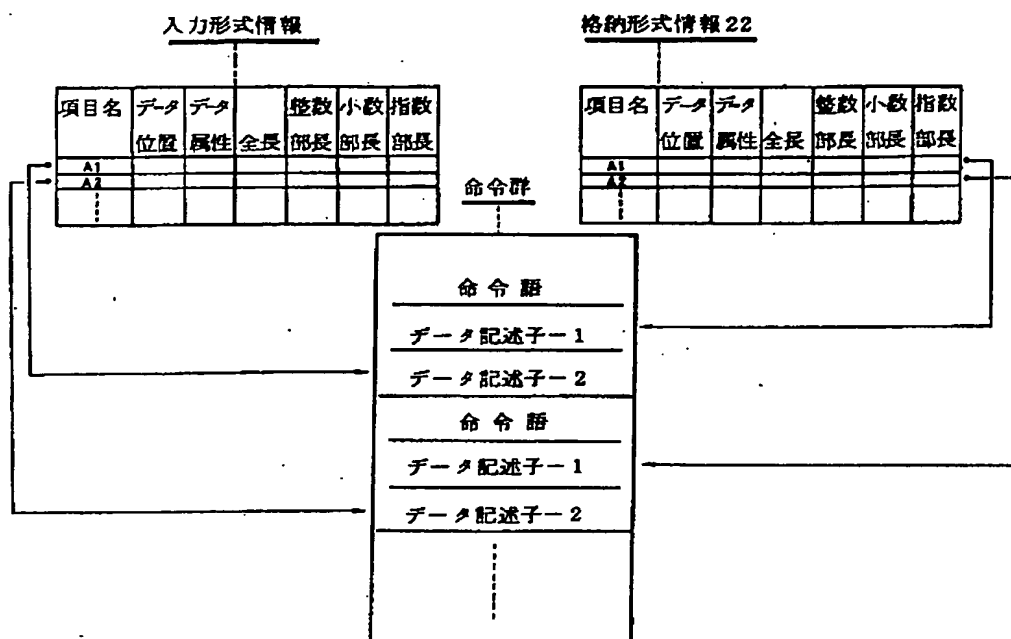 入力形式情報
格納形式情報22
項目名 データ位置 データ属性 全長 整数部長 小数部長 指数部長
A1
A2
項目名 データ位置 データ属性 全長 整数部長 小数部長 指数部長
A1
A2
命令群
命令語
データ記述子-1
データ記述子-2
命令語
データ記述子-1
データ記述子-2